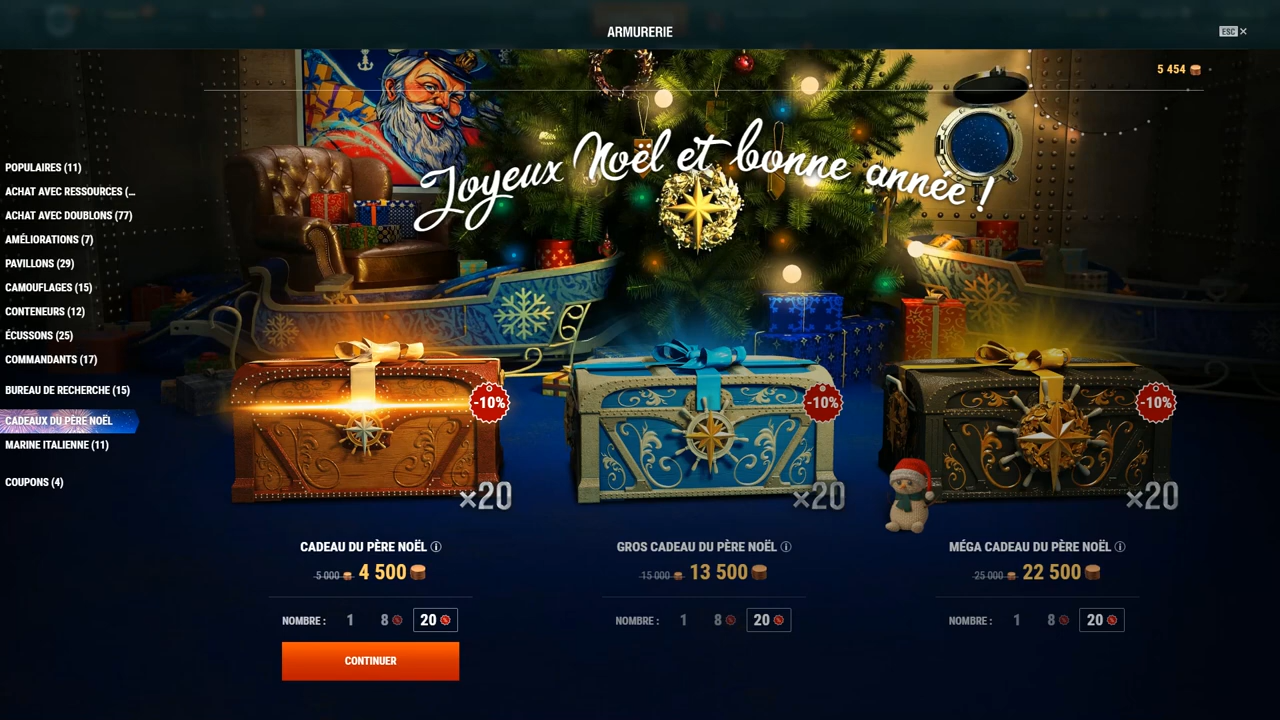 ARMURERIE
ESC ×
5 454
Joyeux Noël et bonne année !
POPULAIRES (11)
ACHAT AVEC RESSOURCES (...
ACHAT AVEC DOUBLONS (77)
AMÉLIORATIONS (7)
PAVILLONS (29)
CAMOUFLAGES (15)
CONTENEURS (12)
ÉCUSSONS (25)
COMMANDANTS (17)
BUREAU DE RECHERCHE (15)
CADEAUX DU PÈRE NOËL
MARINE ITALIENNE (11)
COUPONS (4)
-10% -10% -10%
×20 ×20 ×20
CADEAU DU PÈRE NOËL GROS CADEAU DU PÈRE NOËL MÉGA CADEAU DU PÈRE NOËL
5 000 4 500 15 000 13 500 25 000 22 500
NOMBRE : 1 8 20 NOMBRE : 1 8 20 NOMBRE : 1 8 20
CONTINUER